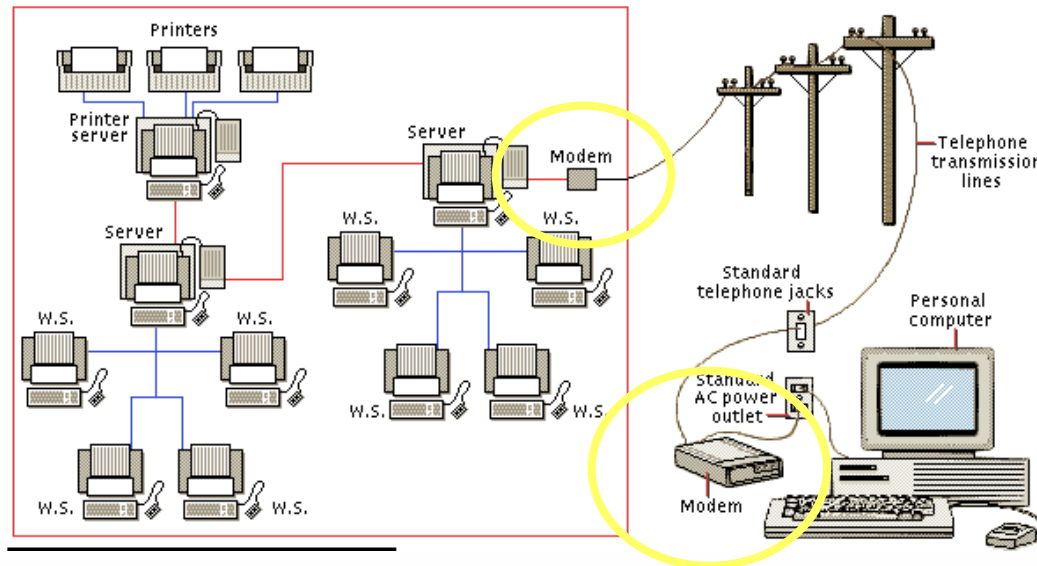 Printers
Printer
server
Server
Modem
W.S.
W.S.
Server
W.S.
W.S.
W.S.
W.S.
W.S.
W.S.
Telephone
transmission
lines
Standard
telephone jacks
Personal
computer
Standard
AC power
outlet
Modem